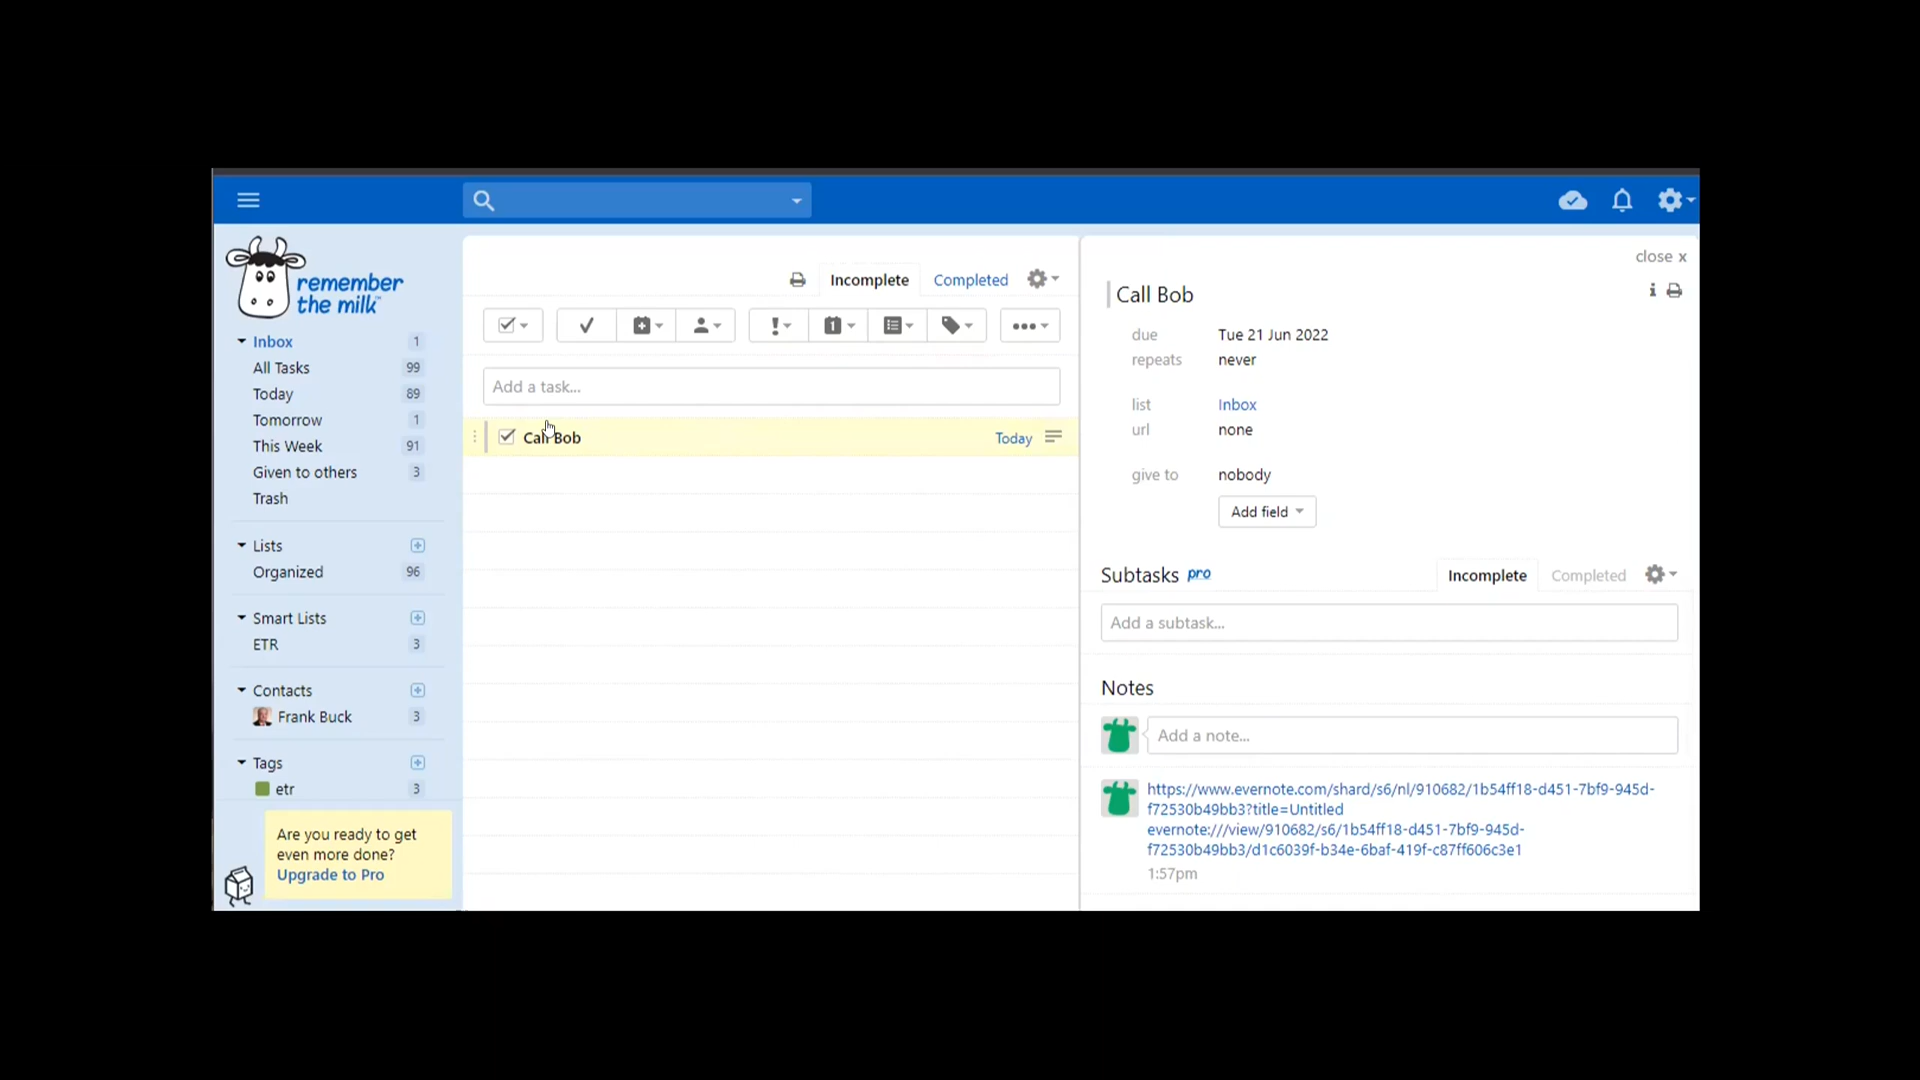 remember
the milk
Inbox 1
All Tasks 99
Today 89
Tomorrow 1
This Week 91
Given to others 3
Trash
Lists
Organized 96
Smart Lists
ETR 3
Contacts
Frank Buck 3
Tags
etr 3
Are you ready to get
even more done?
Upgrade to Pro
Incomplete Completed
1
Add a task...
Call Bob Today
close x
Call Bob
due Tue 21 Jun 2022
repeats never
list Inbox
url none
give to nobody
Add field
Subtasks pro Incomplete Completed
Add a subtask...
Notes
Add a note...
https://www.evernote.com/shard/s6/nl/910682/1b54ff18-d451-7bf9-945d-
f72530b49bb3?title=Untitled
evernote:///view/910682/s6/1b54ff18-d451-7bf9-945d-
f72530b49bb3/d1c6039f-b34e-6baf-419f-c87ff606c3e1
1:57pm